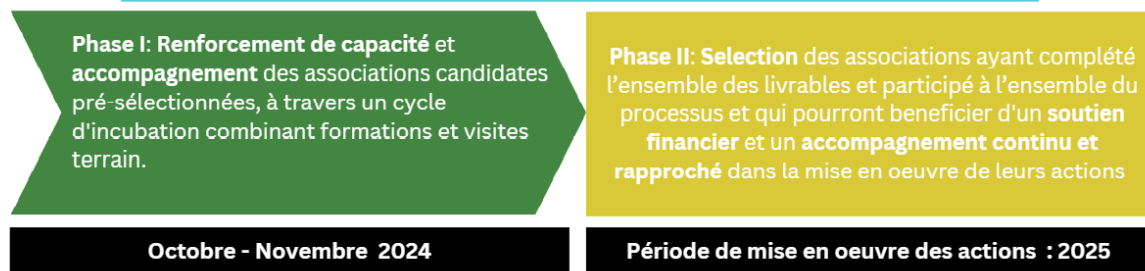 Phase I: Renforcement de capacité et
accompagnement des associations candidates
pré-sélectionnées, à travers un cycle
d'incubation combinant formations et visites
terrain.
Octobre - Novembre 2024
Phase II: Selection des associations ayant complété
l'ensemble des livrables et participé à l'ensemble du
processus et qui pourront beneficier d'un soutien
financier et un accompagnement continu et
rapproché dans la mise en oeuvre de leurs actions
Période de mise en oeuvre des actions : 2025